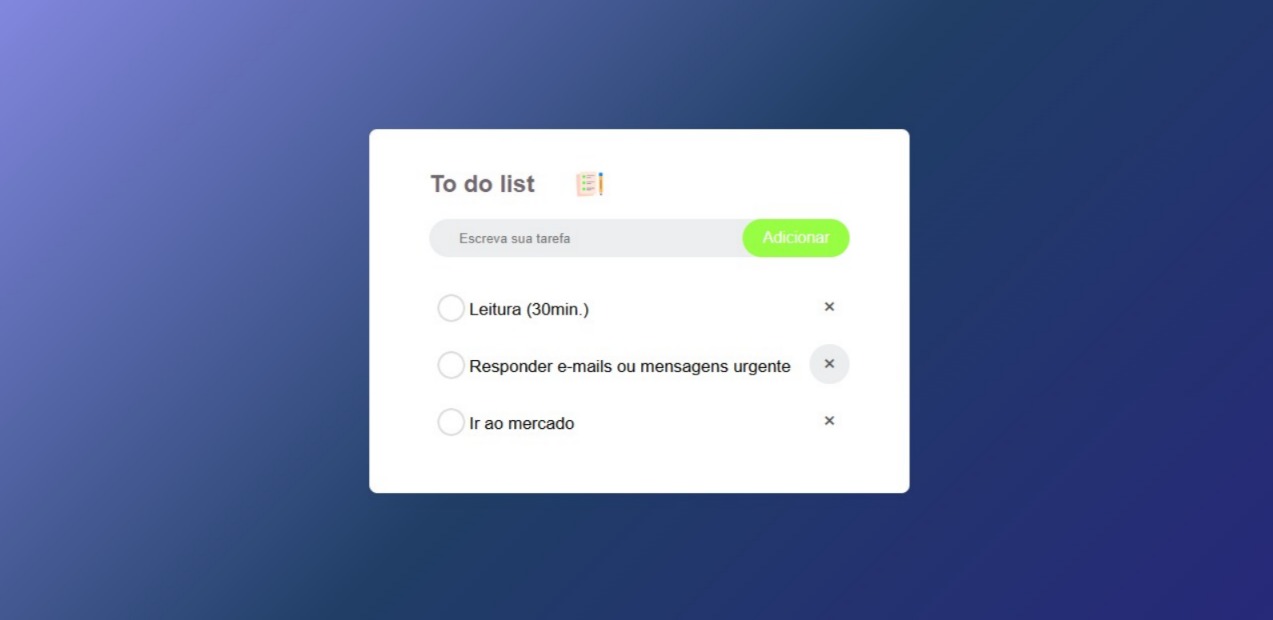 To do list
Escreva sua tarefa
Adicionar
Leitura (30min.) ×
Responder e-mails ou mensagens urgente ×
Ir ao mercado ×